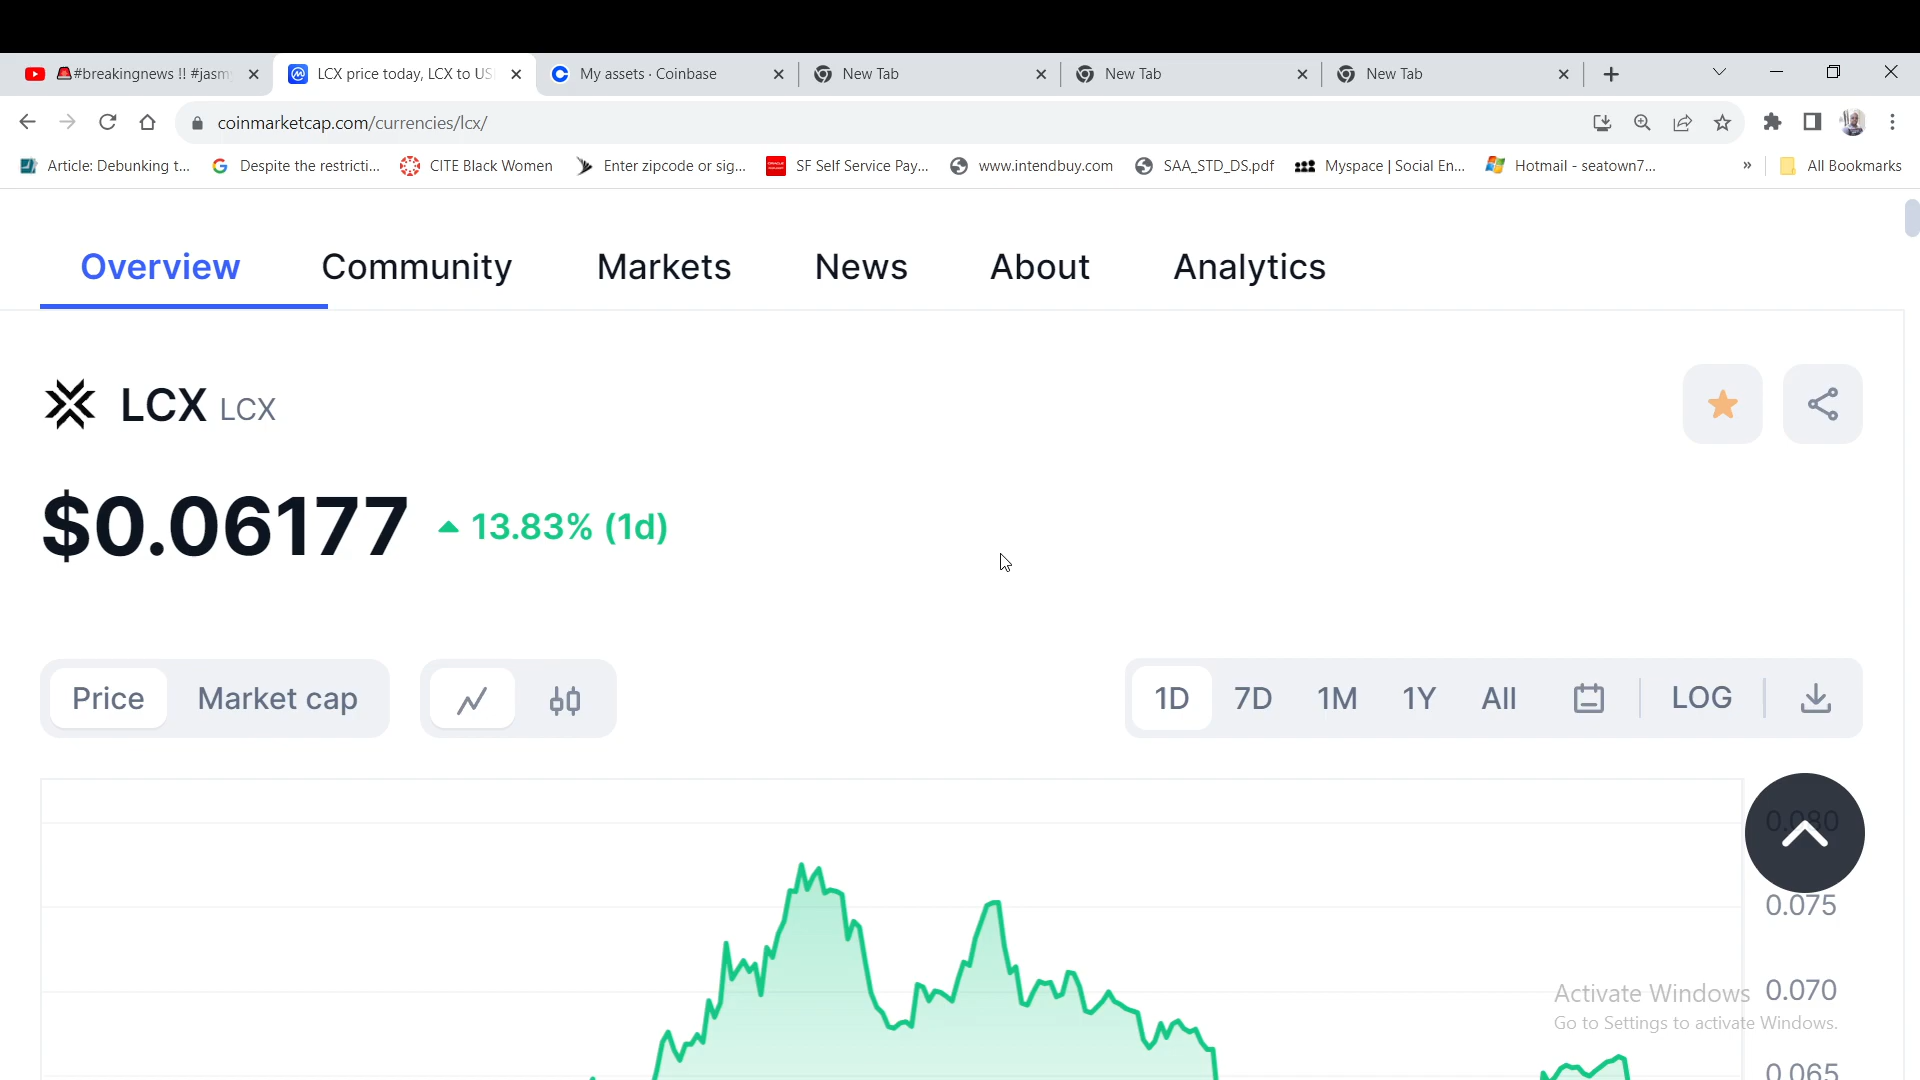 #breakingnews !! #jasm
LCX price today, LCX to US
My assets · Coinbase
New Tab
New Tab
New Tab
coinmarketcap.com/currencies/lcx/
Article: Debunking t...
Despite the restricti...
CITE Black Women
Enter zipcode or sig...
SF Self Service Pay...
www.intendbuy.com
SAA_STD_DS.pdf
Myspace | Social En...
Hotmail - seatown7...
»
All Bookmarks
Overview
Community
Markets
News
About
Analytics
LCX LCX
$0.06177
13.83% (1d)
Price
Market cap
1D
7D
1M
1Y
All
LOG
0.080
0.075
0.070
Activate Windows
Go to Settings to activate Windows.
0.065